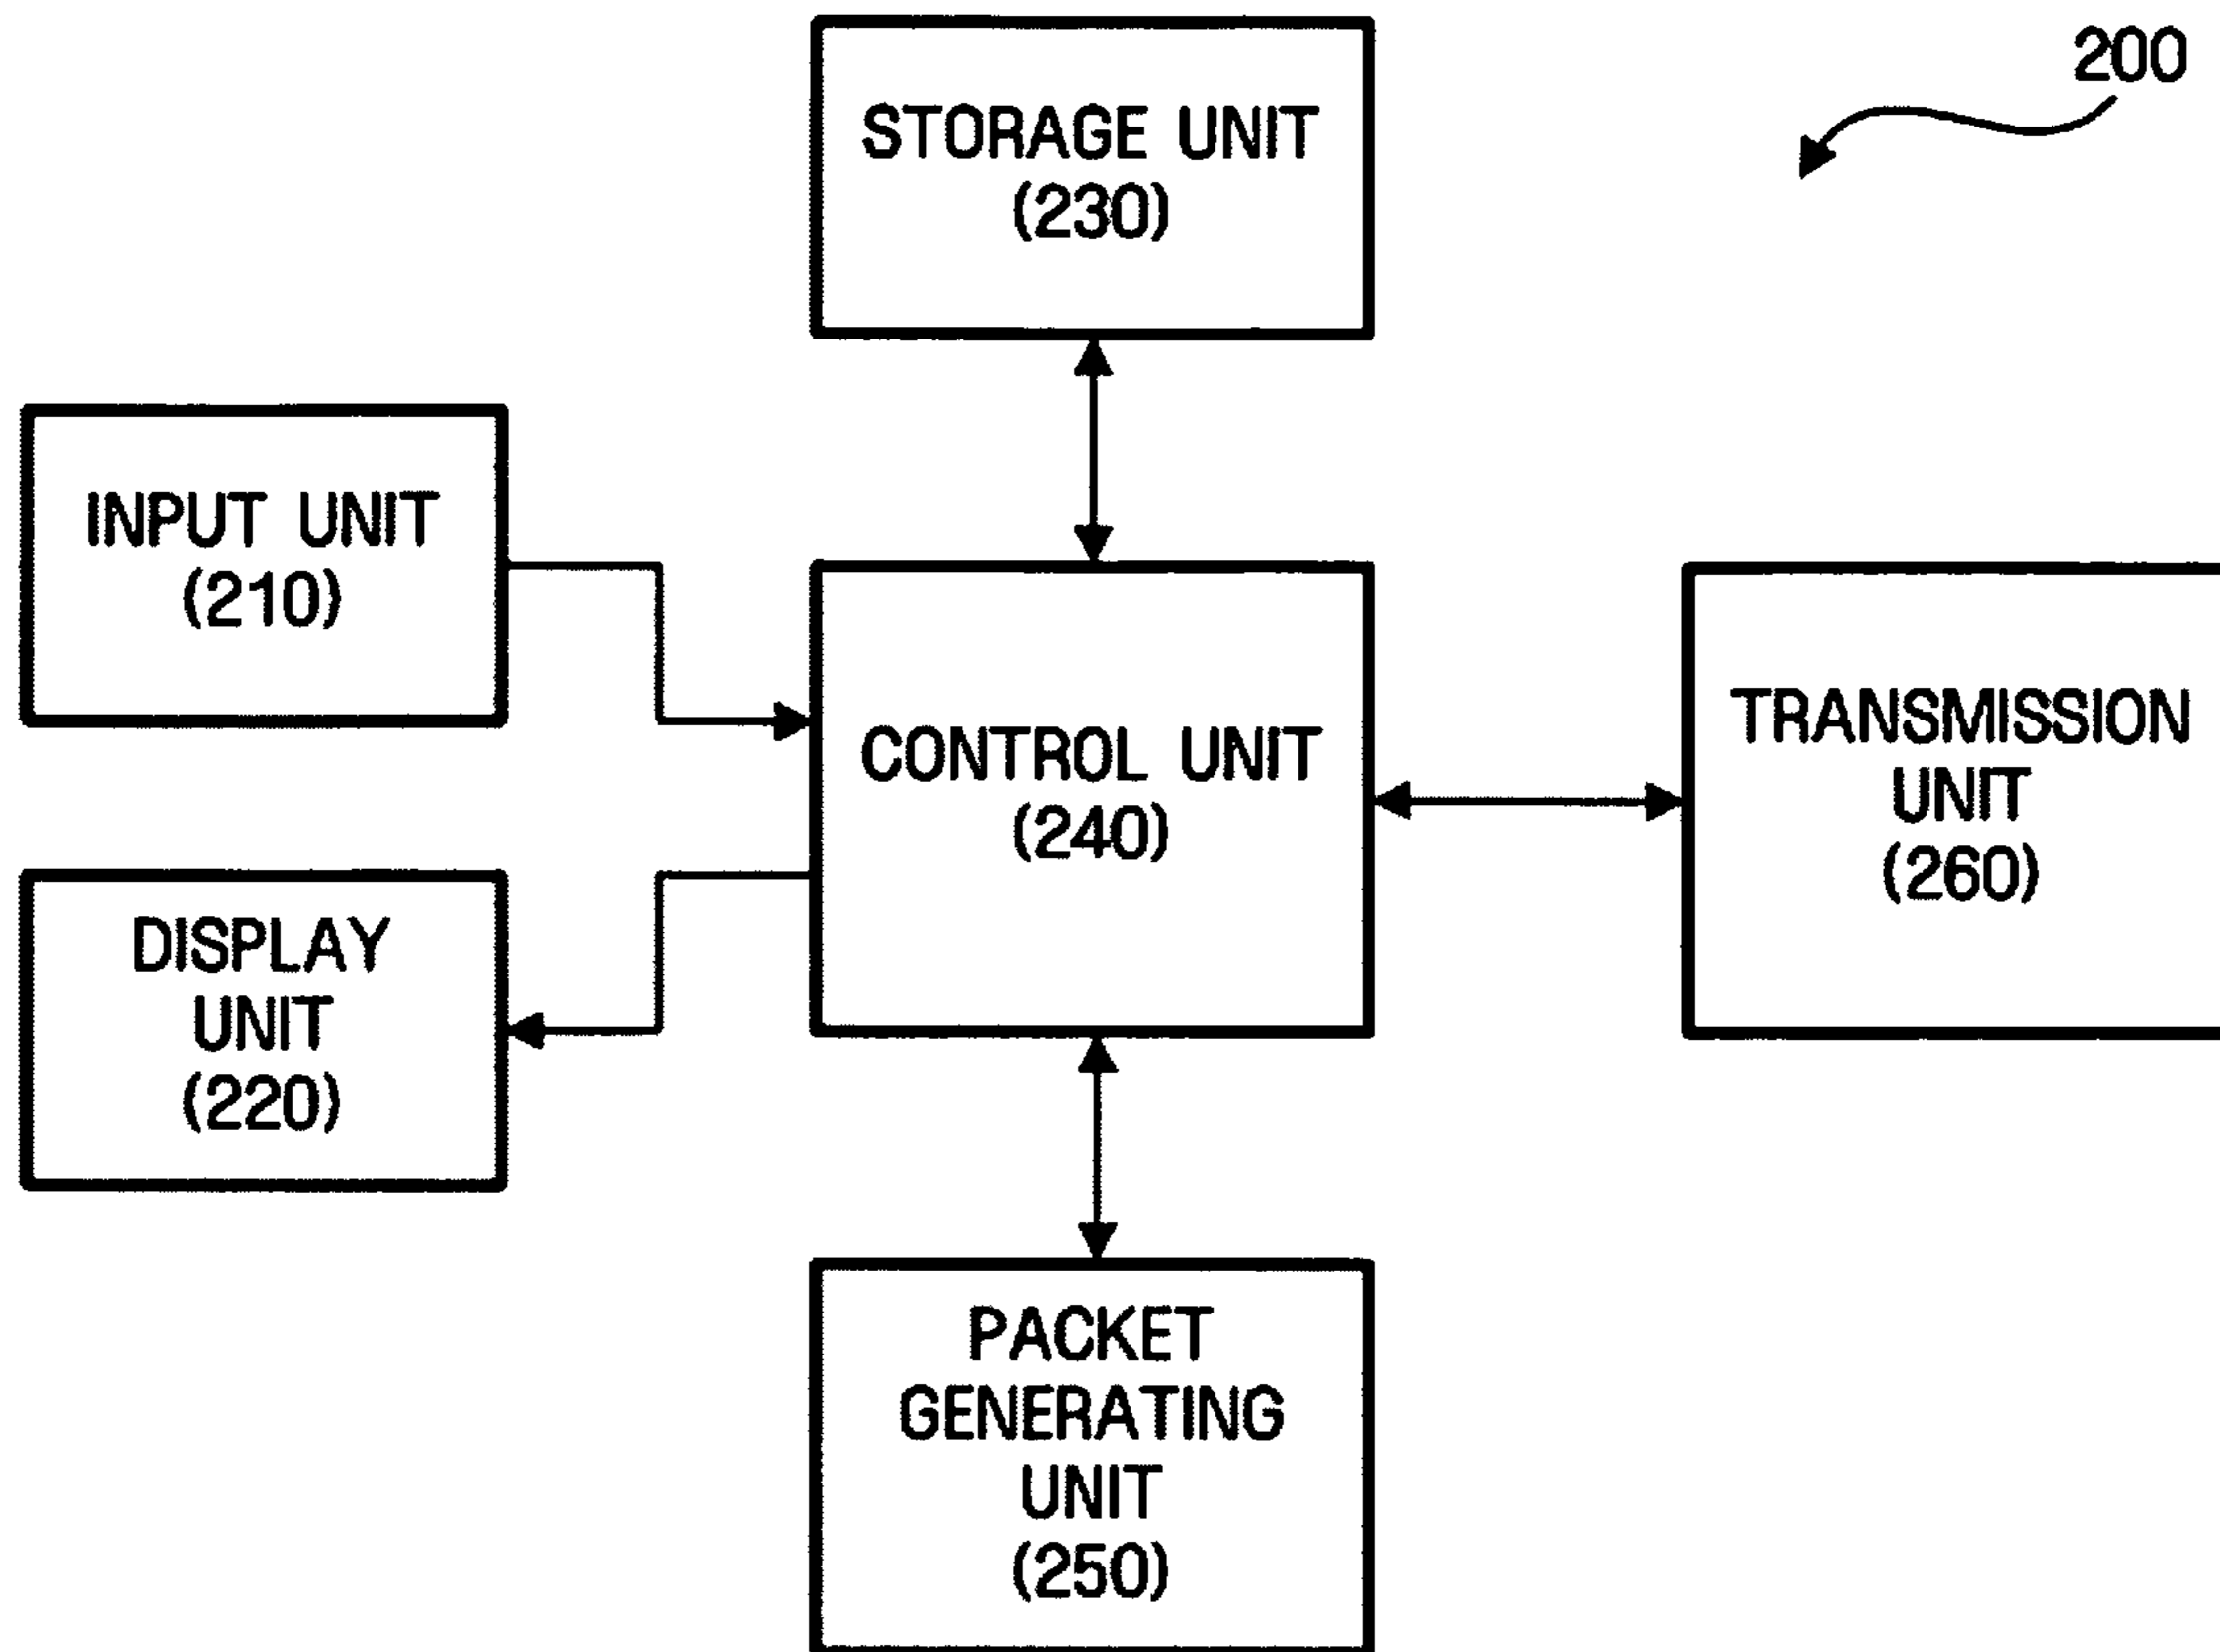 200
STORAGE UNIT
(230)
INPUT UNIT
(210)
CONTROL UNIT
(240)
TRANSMISSION
UNIT
(260)
DISPLAY
UNIT
(220)
PACKET
GENERATING
UNIT
(250)